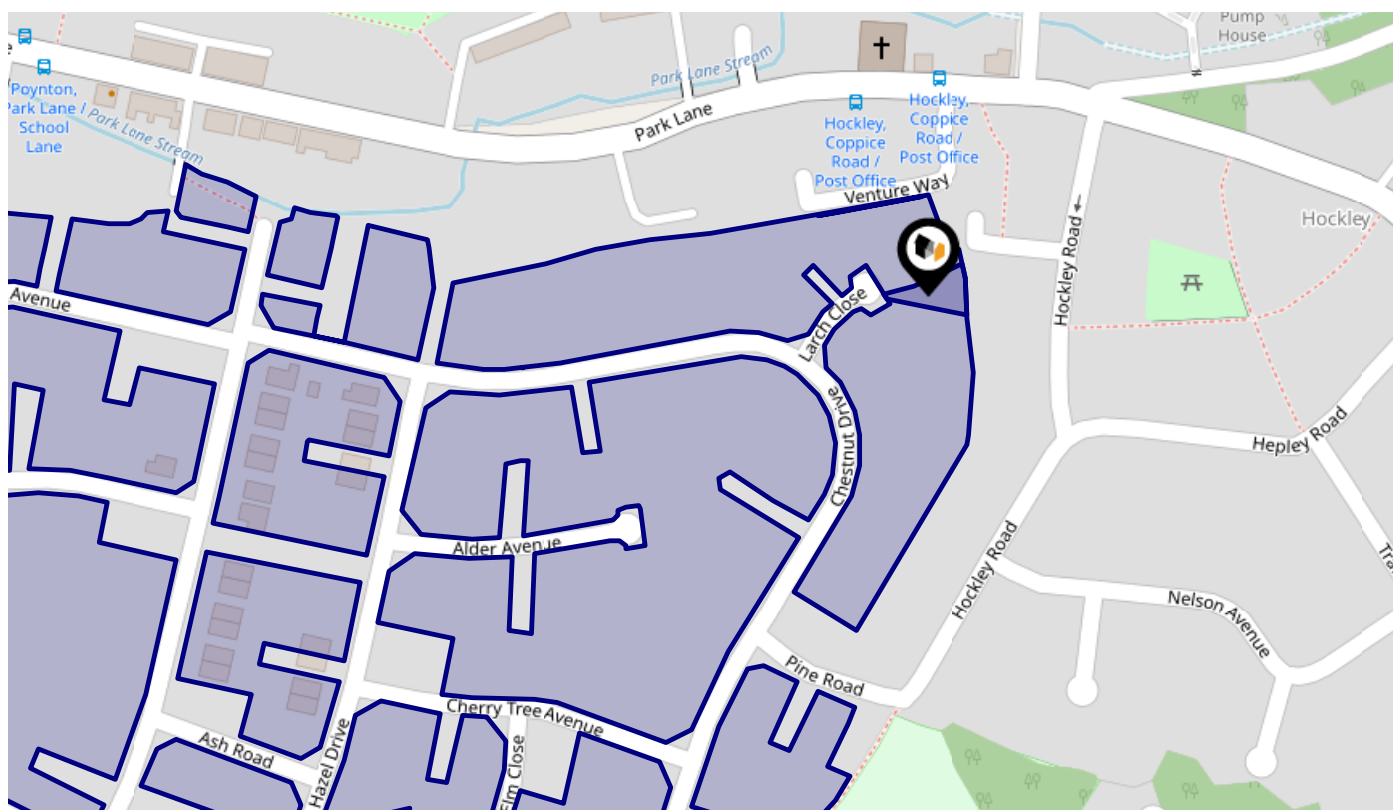 Pump
House
Park Lane Stream
Poynton,
Park Lane /
School
Lane
Park Lane Stream
Park Lane
Hockley,
Coppice
Road /
Post Office
Hockley,
Coppice
Road /
Post Office
Venture Way
Hockley
Hockley Road
Avenue
Larch Close
Chestnut Drive
Hepley Road
Alder Avenue
Hockley Road
Nelson Avenue
Pine Road
Cherry Tree Avenue
Ash Road
Hazel Drive
Elm Close